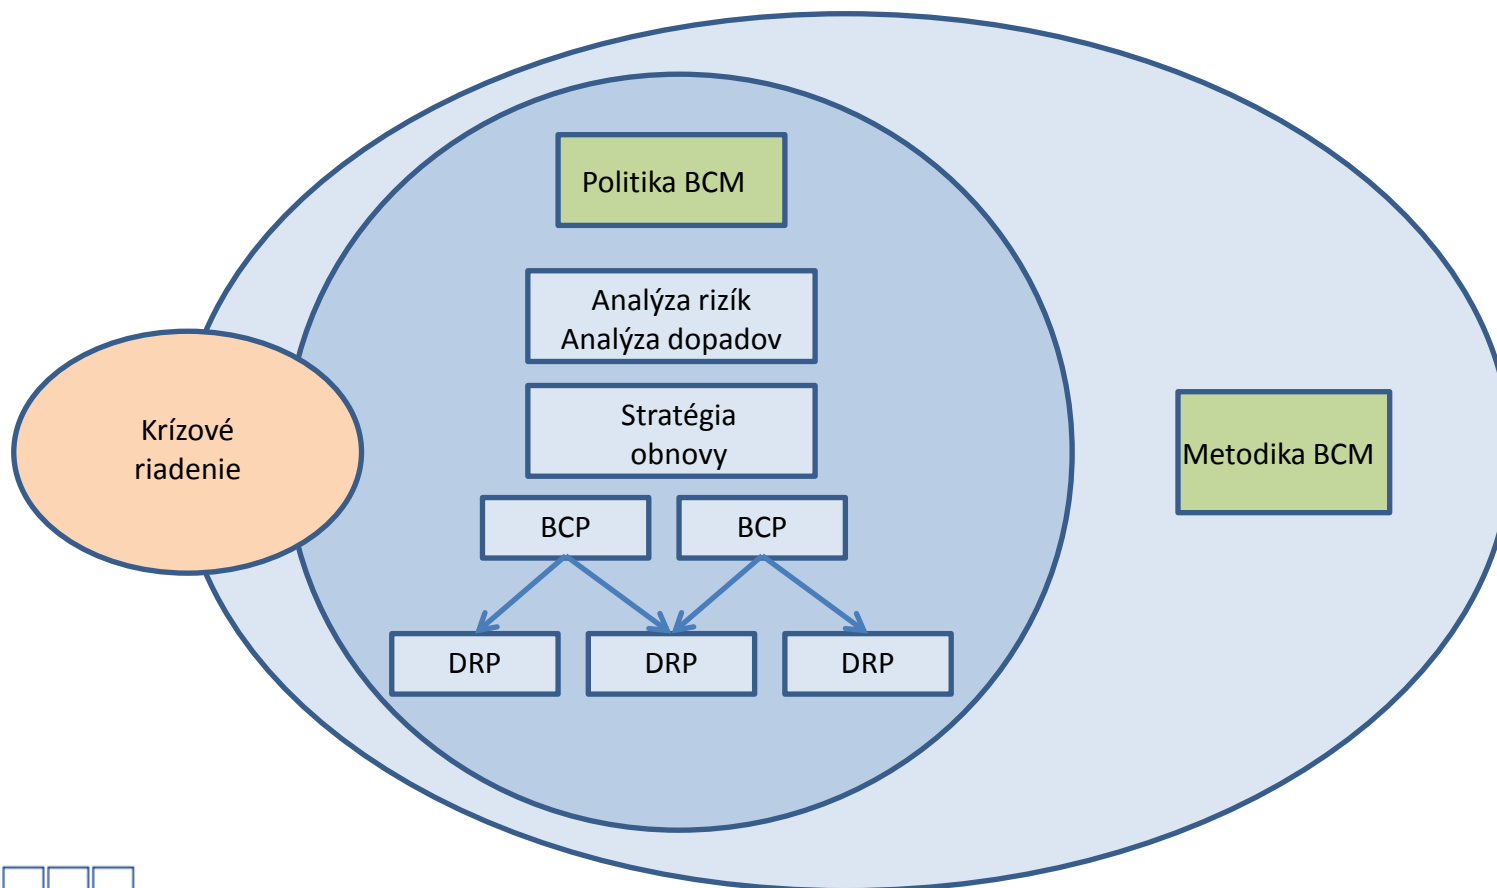 Politika BCM
Analýza rizík
Analýza dopadov
Stratégia
obnovy
Krízové
riadenie
Metodika BCM
BCP
BCP
DRP
DRP
DRP